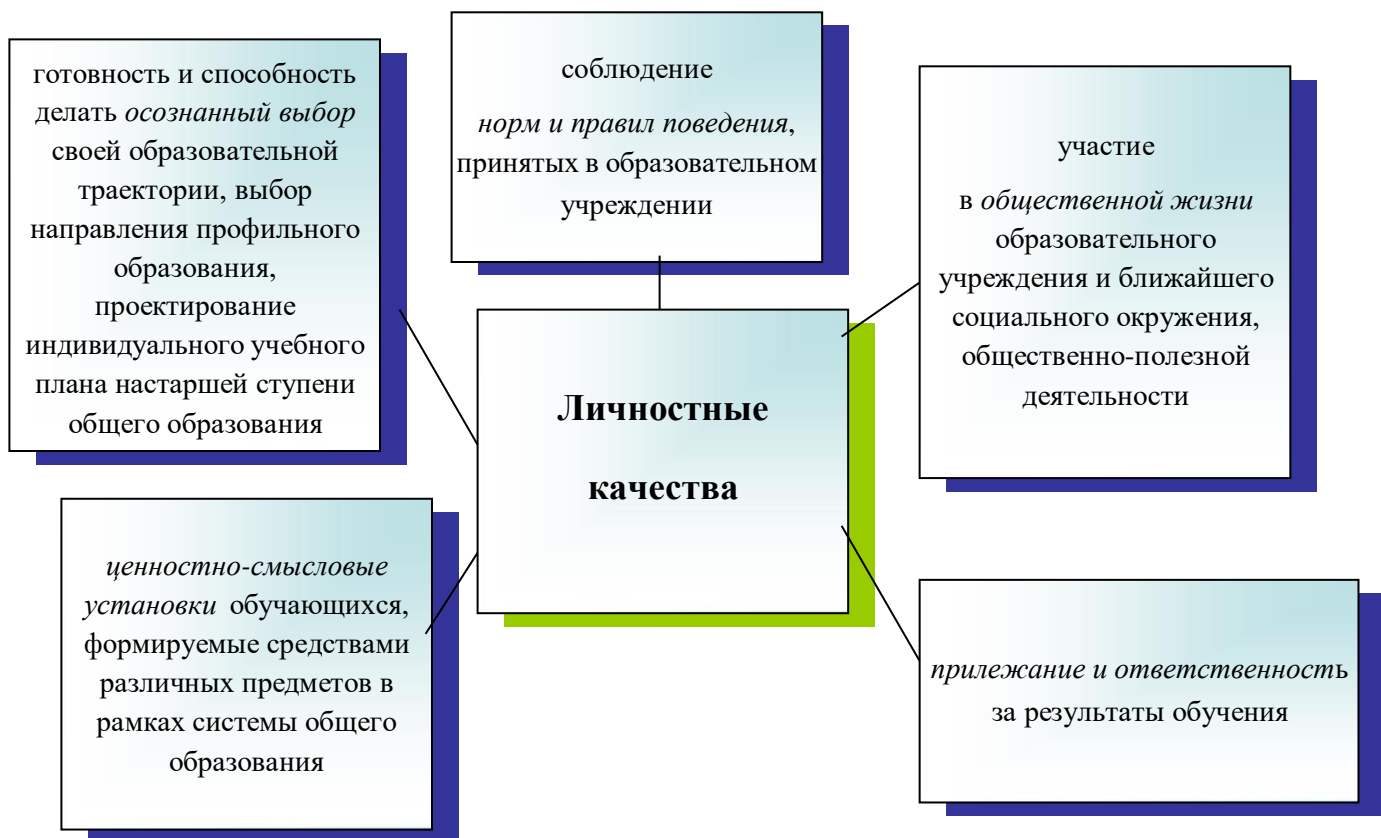 готовность и способность
делать осознанный выбор
своей образовательной
траектории, выбор
направления профильного
образования,
проектирование
индивидуального учебного
плана настаршей ступени
общего образования
соблюдение
норм и правил поведения,
принятых в образовательном
учреждении
участие
в общественной жизни
образовательного
учреждения и ближайшего
социального окружения,
общественно-полезной
деятельности
Личностные
качества
ценностно-смысловые
установки обучающихся,
формируемые средствами
различных предметов в
рамках системы общего
образования
прилежание и ответственность
за результаты обучения